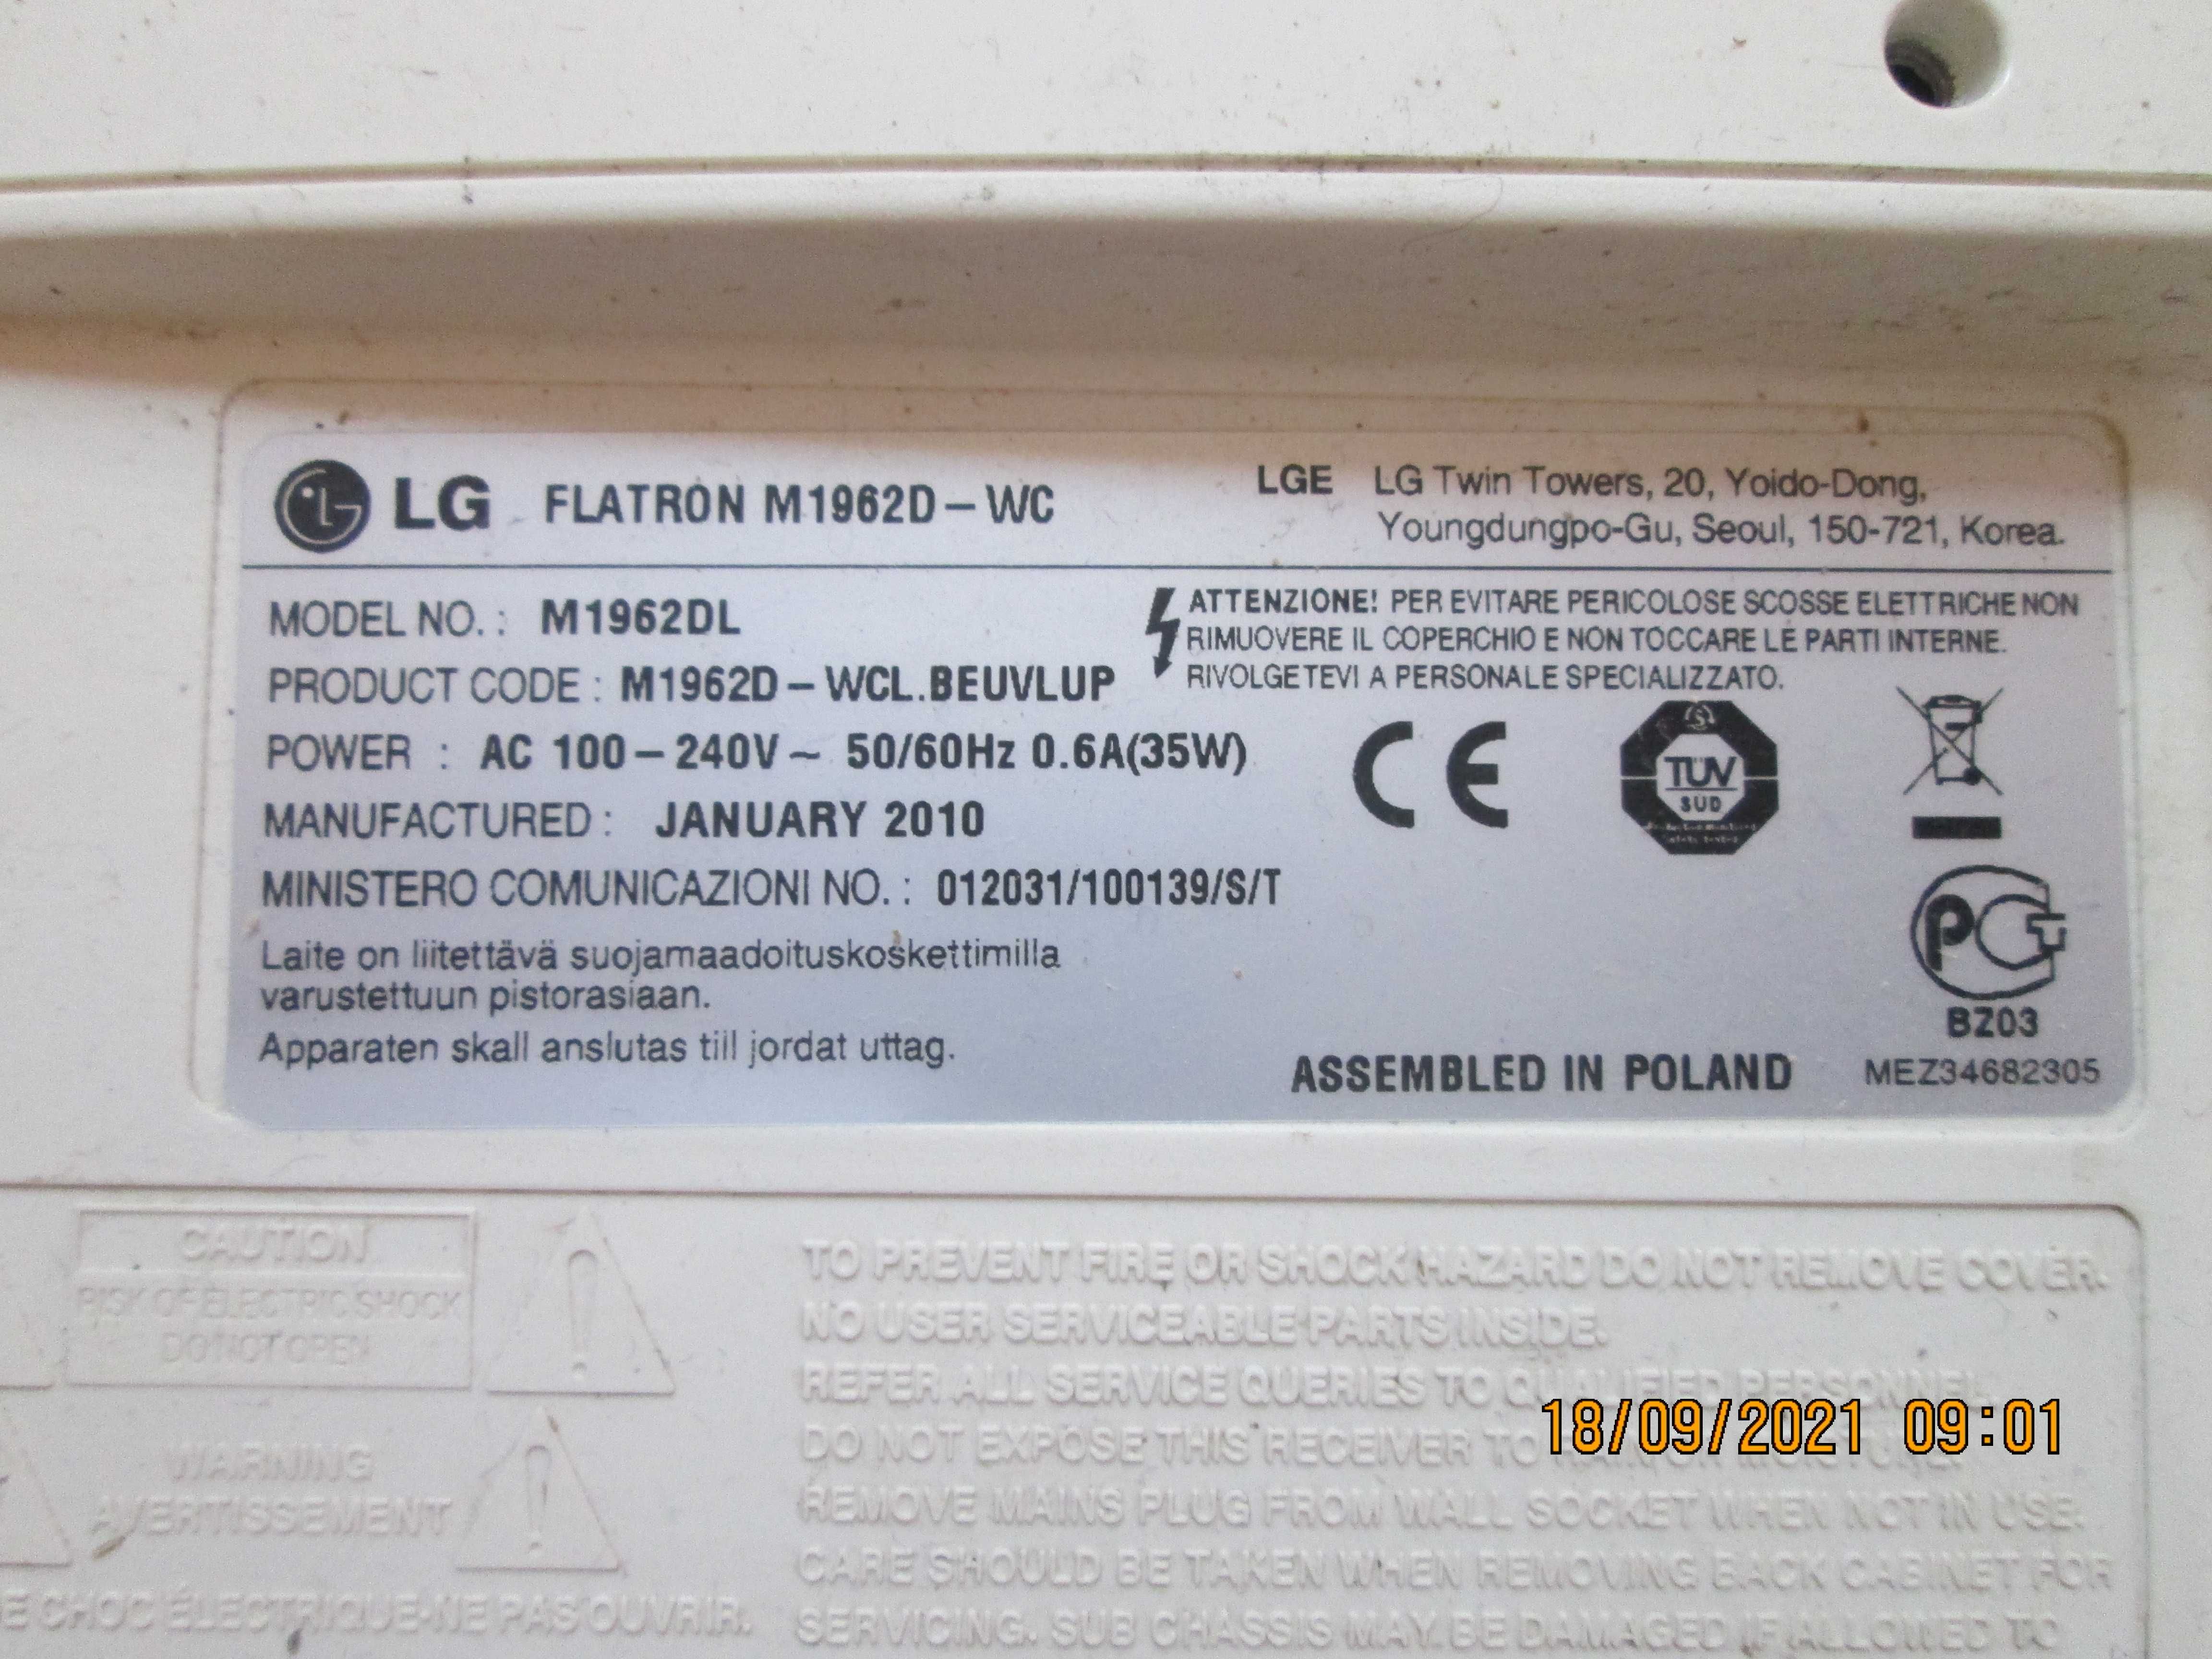 LG FLATRON M1962D-WC
LGE LG Twin Towers, 20, Yoido-Dong,
Youngdungpo-Gu, Seoul, 150-721, Korea.
MODEL NO. : M1962DL
PRODUCT CODE : M1962D-WCL.BEUVLUP
POWER : AC 100-240V~ 50/60Hz 0.6A(35W)
MANUFACTURED : JANUARY 2010
MINISTERO COMUNICAZIONI NO. : 012031/100139/S/T
Laite on liitettävä suojamaadoituskoskettimilla
varustettuun pistorasiaan.
Apparaten skall anslutas till jordat uttag.
ATTENZIONE! PER EVITARE PERICOLOSE SCOSSE ELETTRICHE NON
RIMUOVERE IL COPERCHIO E NON TOCCARE LE PARTI INTERNE.
RIVOLGETEVI A PERSONALE SPECIALIZZATO.
CE
TÜV
SÜD
PCT
BZ03
ASSEMBLED IN POLAND
MEZ34682305
CAUTION
RISK OF ELECTRIC SHOCK
DO NOT OPEN
WARNING
AVERTISSEMENT
DE CHOC ÉLECTRIQUE-NE PAS OUVRIR.
TO PREVENT FIRE OR SHOCK HAZARD DO NOT REMOVE COVER.
NO USER SERVICEABLE PARTS INSIDE.
REFER ALL SERVICE QUERIES TO QUALIFIED PERSONNEL.
DO NOT EXPOSE THIS RECEIVER TO RAIN OR MOISTURE.
REMOVE MAINS PLUG FROM WALL SOCKET WHEN NOT IN USE.
CARE SHOULD BE TAKEN WHEN REMOVING BACK CABINET FOR
SERVICING. SUB CHASSIS MAY BE DAMAGED IF ALLOWED TO
18/09/2021 09:01